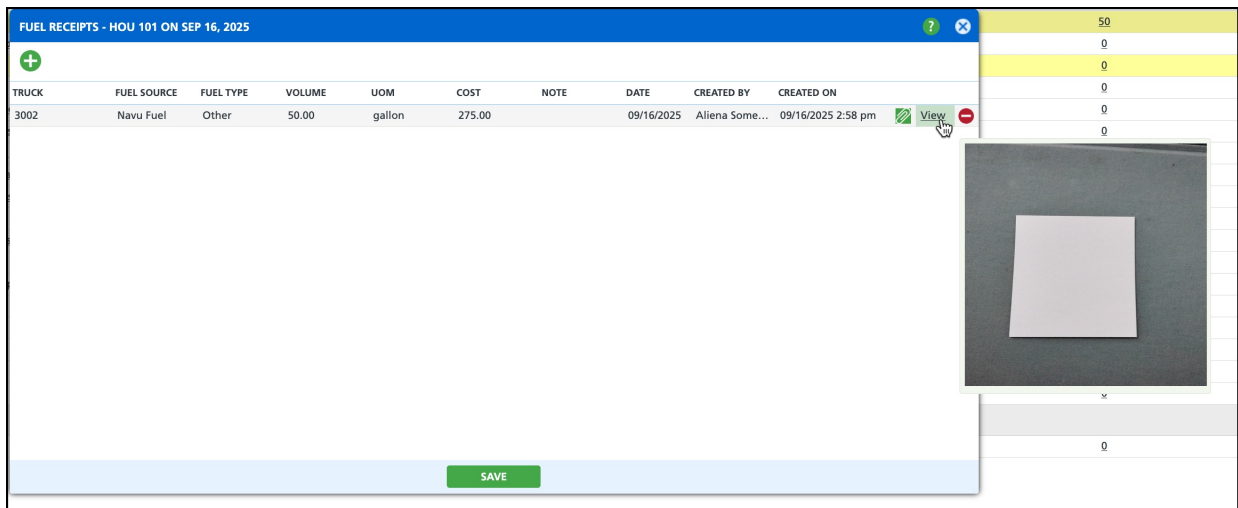 FUEL RECEIPTS - HOU 101 ON SEP 16, 2025
?
TRUCK FUEL SOURCE FUEL TYPE VOLUME UOM COST NOTE DATE CREATED BY CREATED ON
3002 Navu Fuel Other 50.00 gallon 275.00 09/16/2025 Aliena Some... 09/16/2025 2:58 pm View
SAVE
50
0
0
0
0
0
0